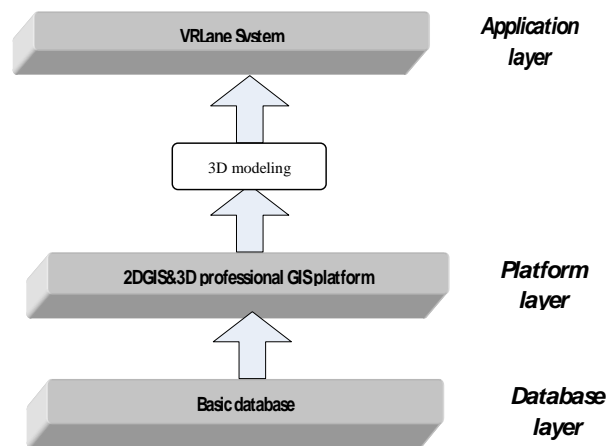 VRLane System
Application
layer
3D modeling
2DGIS&3D professional GIS platform
Platform
layer
Basic database
Database
layer